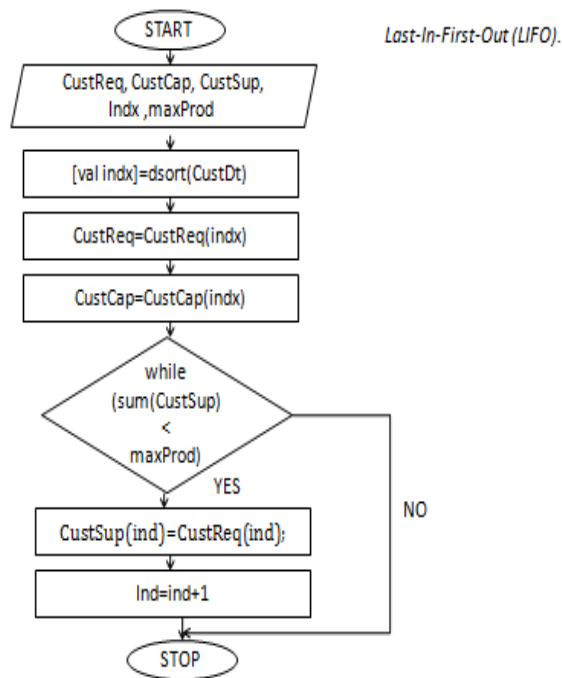 START
Last-In-First-Out (LIFO).
CustReq, CustCap, CustSup,
Indx ,maxProd
[val indx]=dsort(CustDt)
CustReq=CustReq(indx)
CustCap=CustCap(indx)
while
(sum(CustSup)
<
maxProd)
YES
NO
CustSup(ind)=CustReq(ind);
Ind=ind+1
STOP